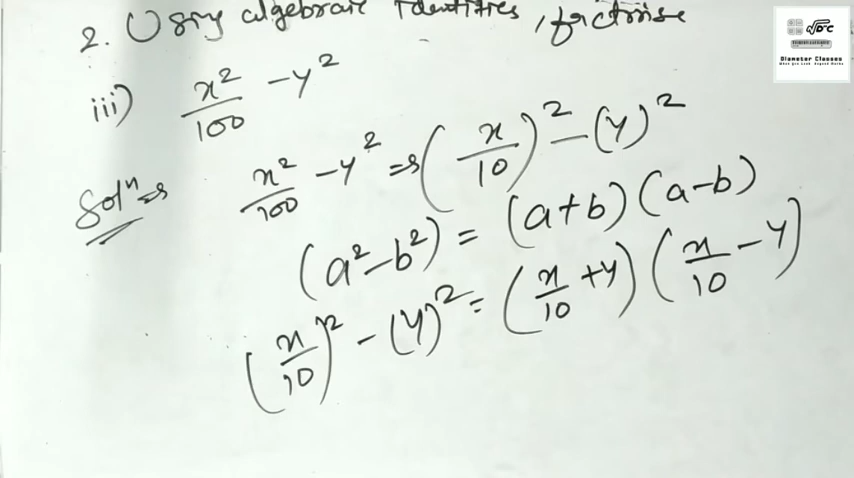 2. Using algebraic Identities, factrise
iii) x²/100 - y²
Solⁿ⇒ x²/100 - y² ⇒ (x/10)² - (y)²
(a² - b²) = (a+b)(a-b)
(x/10)² - (y)² = (x/10 + y)(x/10 - y)
Diameter Classes